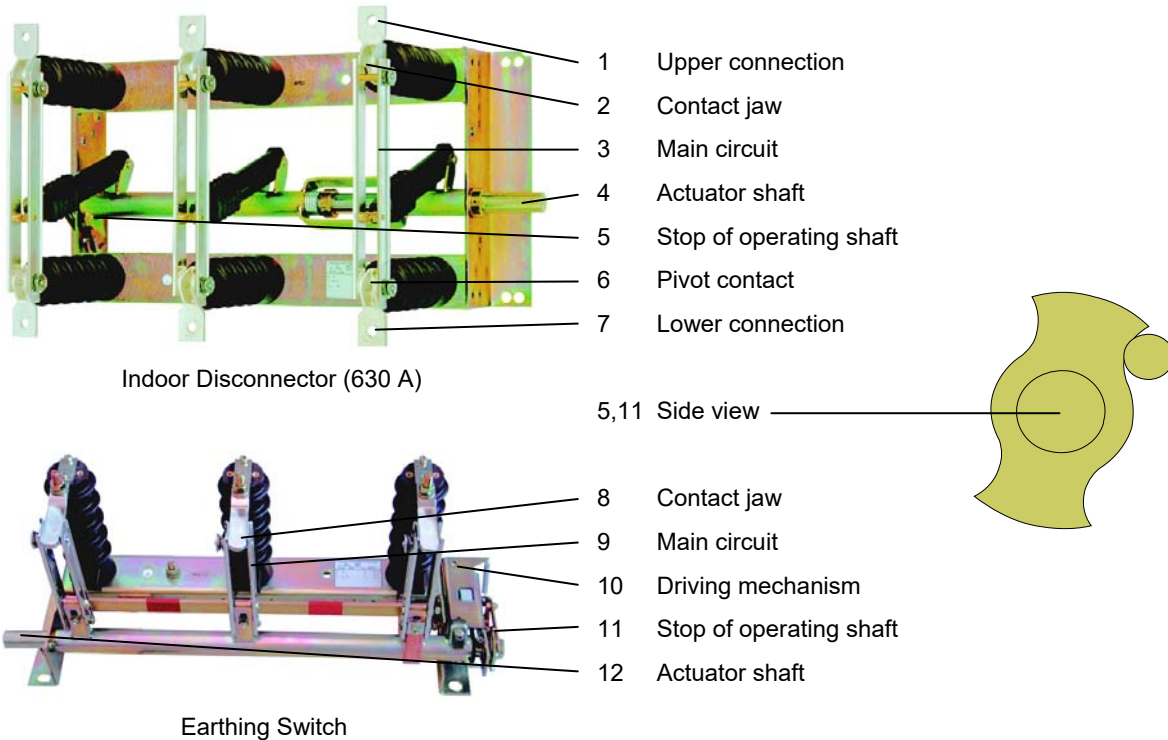 1 Upper connection
2 Contact jaw
3 Main circuit
4 Actuator shaft
5 Stop of operating shaft
6 Pivot contact
7 Lower connection
Indoor Disconnector (630 A)
5,11 Side view
8 Contact jaw
9 Main circuit
10 Driving mechanism
11 Stop of operating shaft
12 Actuator shaft
Earthing Switch